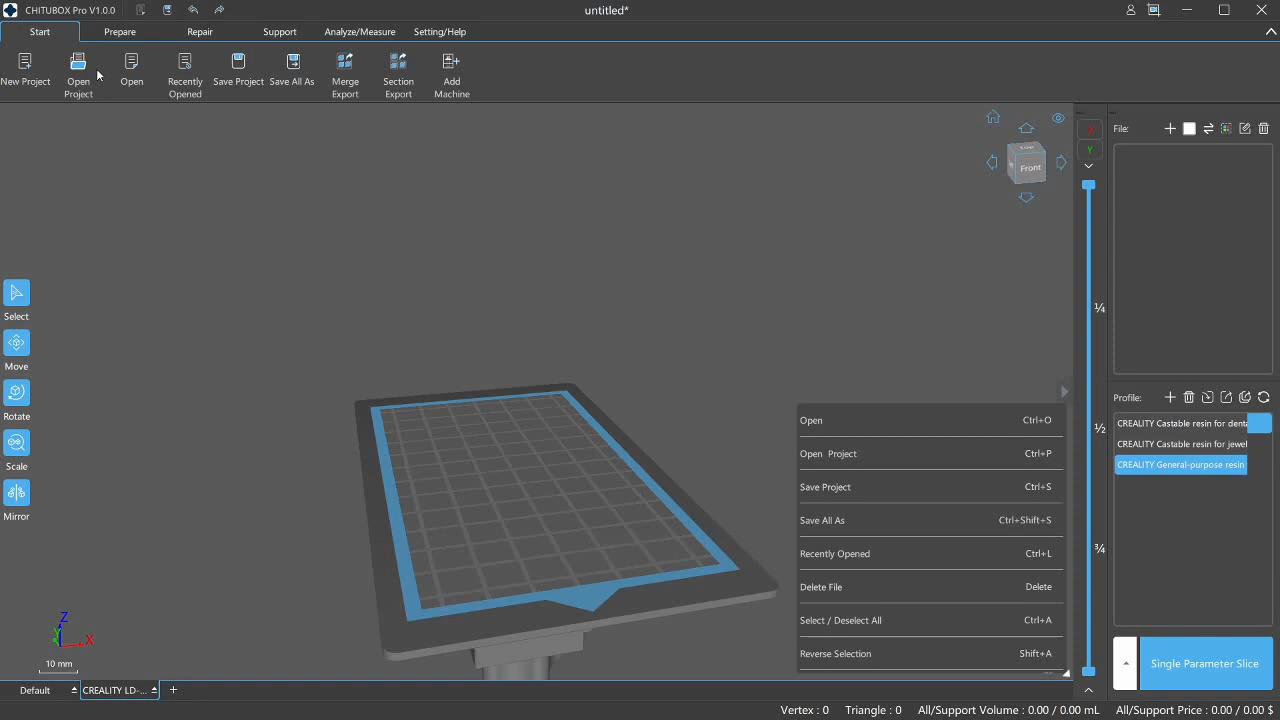 CHITUBOX Pro V1.0.0
untitled*
Start
Prepare
Repair
Support
Analyze/Measure
Setting/Help
New Project
Open
Project
Open
Recently
Opened
Save Project
Save All As
Merge
Export
Section
Export
Add
Machine
X
Y
File:
Top
Front
Select
Move
Rotate
Scale
Mirror
¼
½
¾
Profile:
CREALITY Castable resin for denta
CREALITY Castable resin for jewel
CREALITY General-purpose resin
Open Ctrl+O
Open Project Ctrl+P
Save Project Ctrl+S
Save All As Ctrl+Shift+S
Recently Opened Ctrl+L
Delete File Delete
Select / Deselect All Ctrl+A
Reverse Selection Shift+A
Z
Y
X
10 mm
Single Parameter Slice
Default
CREALITY LD-...
Vertex : 0 Triangle : 0 All/Support Volume : 0.00 / 0.00 mL All/Support Price : 0.00 / 0.00 $